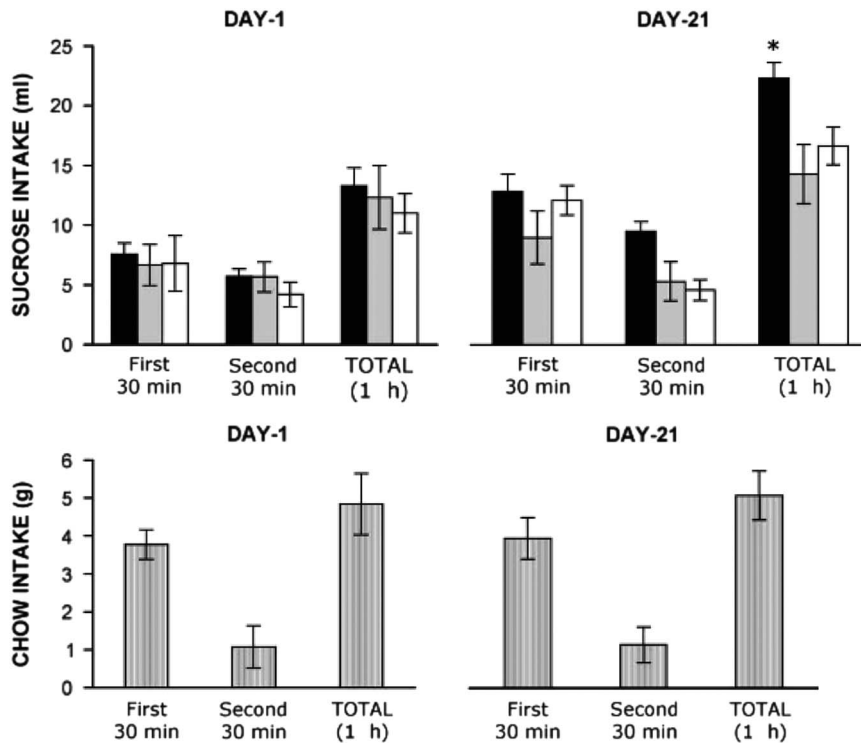 DAY-1
DAY-21
SUCROSE INTAKE (ml)
25
20
15
10
5
0
*
First
30 min
Second
30 min
TOTAL
(1 h)
First
30 min
Second
30 min
TOTAL
(1 h)
DAY-1
DAY-21
CHOW INTAKE (g)
6
5
4
3
2
1
0
First
30 min
Second
30 min
TOTAL
(1 h)
First
30 min
Second
30 min
TOTAL
(1 h)